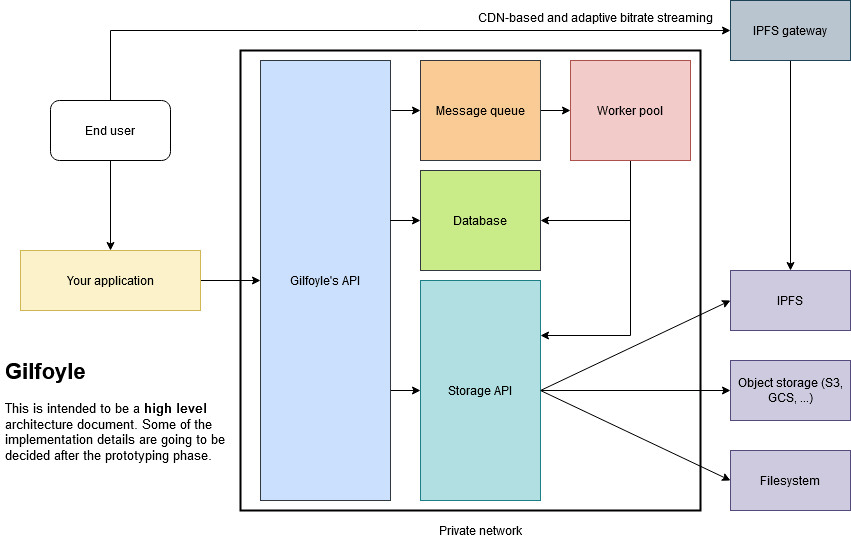 CDN-based and adaptive bitrate streaming
IPFS gateway
End user
Message queue
Worker pool
Database
Your application
Gilfoyle's API
IPFS
Gilfoyle
This is intended to be a high level
architecture document. Some of the
implementation details are going to be
decided after the prototyping phase.
Storage API
Object storage (S3,
GCS, ...)
Filesystem
Private network